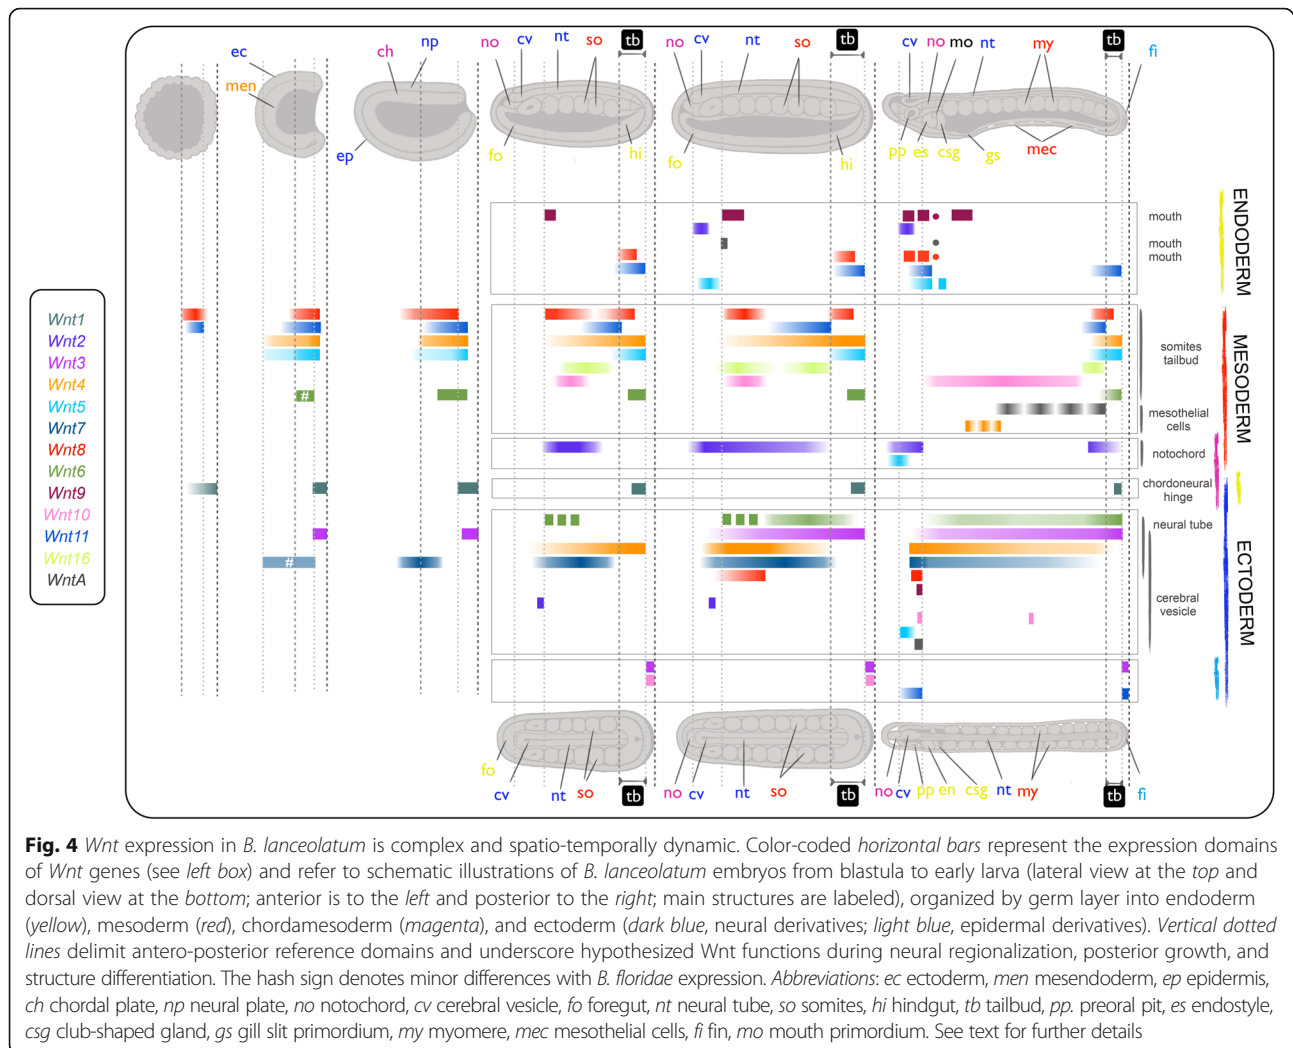 no cv nt so tb
no cv nt so tb
cv no mo nt my tb fi
ch np
ec
men
ep
fo hi
fo hi
pp es csg gs mec
ENDODERM
MESODERM
ECTODERM
mouth
mouth
mouth
somites
tailbud
mesothelial
cells
notochord
chordoneural
hinge
neural tube
cerebral
vesicle
#
#
Wnt1
Wnt2
Wnt3
Wnt4
Wnt5
Wnt7
Wnt8
Wnt6
Wnt9
Wnt10
Wnt11
Wnt16
WntA
fo
cv nt so tb
no cv nt so tb
no cv pp en csg nt my tb fi
Fig. 4 Wnt expression in B. lanceolatum is complex and spatio-temporally dynamic. Color-coded horizontal bars represent the expression domains
of Wnt genes (see left box) and refer to schematic illustrations of B. lanceolatum embryos from blastula to early larva (lateral view at the top and
dorsal view at the bottom; anterior is to the left and posterior to the right; main structures are labeled), organized by germ layer into endoderm
(yellow), mesoderm (red), chordamesoderm (magenta), and ectoderm (dark blue, neural derivatives; light blue, epidermal derivatives). Vertical dotted
lines delimit antero-posterior reference domains and underscore hypothesized Wnt functions during neural regionalization, posterior growth, and
structure differentiation. The hash sign denotes minor differences with B. floridae expression. Abbreviations: ec ectoderm, men mesendoderm, ep epidermis,
ch chordal plate, np neural plate, no notochord, cv cerebral vesicle, fo foregut, nt neural tube, so somites, hi hindgut, tb tailbud, pp. preoral pit, es endostyle,
csg club-shaped gland, gs gill slit primordium, my myomere, mec mesothelial cells, fi fin, mo mouth primordium. See text for further details